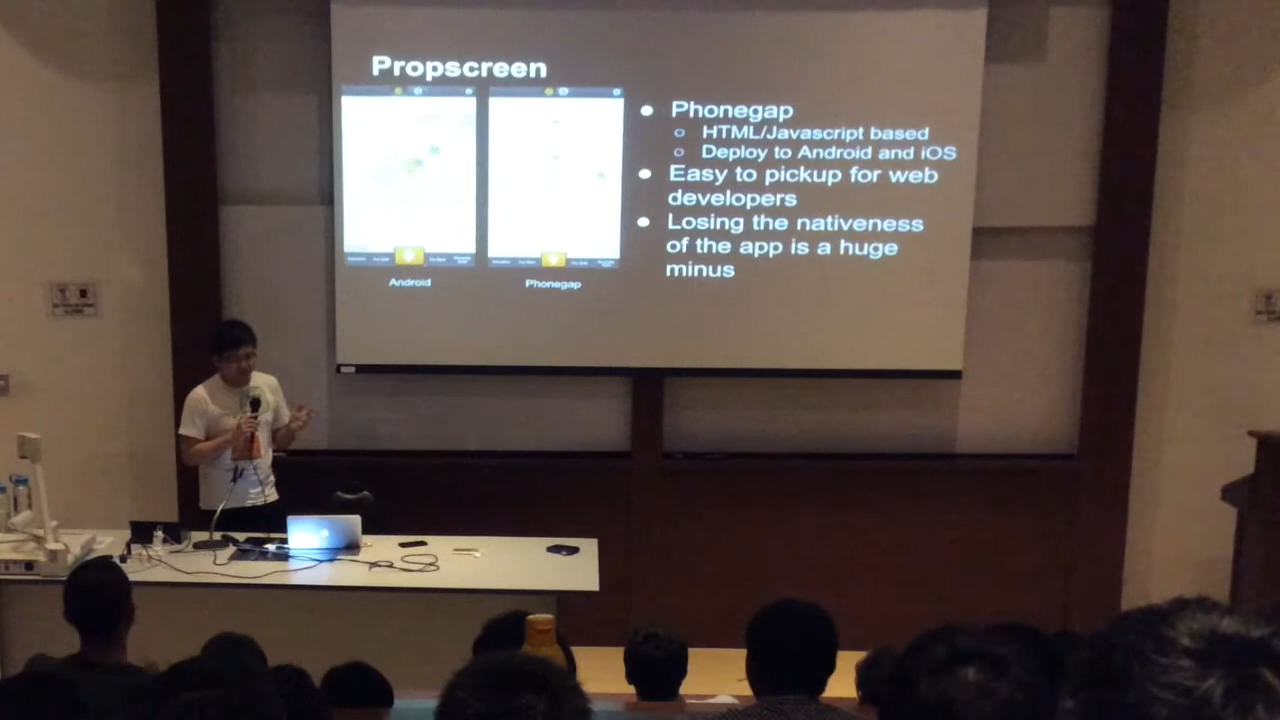 Propscreen
Phonegap
HTML/Javascript based
Deploy to Android and iOS
Easy to pickup for web
developers
Losing the nativeness
of the app is a huge
minus
Android
Phonegap